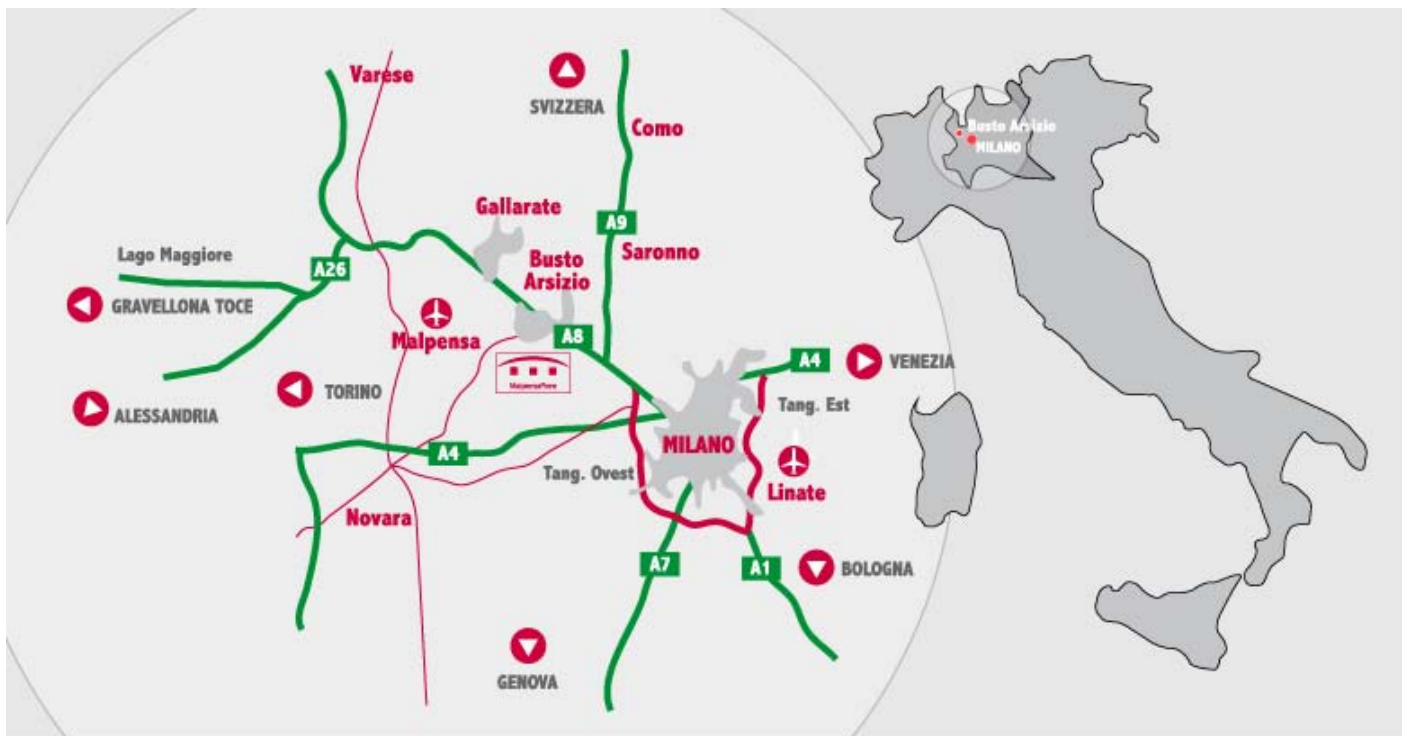 Varese
SVIZZERA
Como
Gallarate
A9
Saronno
Busto
Arsizio
Lago Maggiore
A26
GRAVELLONA TOCE
Malpensa
A8
MalpensaFiere
A4
VENEZIA
TORINO
ALESSANDRIA
Tang. Est
MILANO
A4
Tang. Ovest
Linate
Novara
A7
A1
BOLOGNA
GENOVA
Busto Arsizio
MILANO